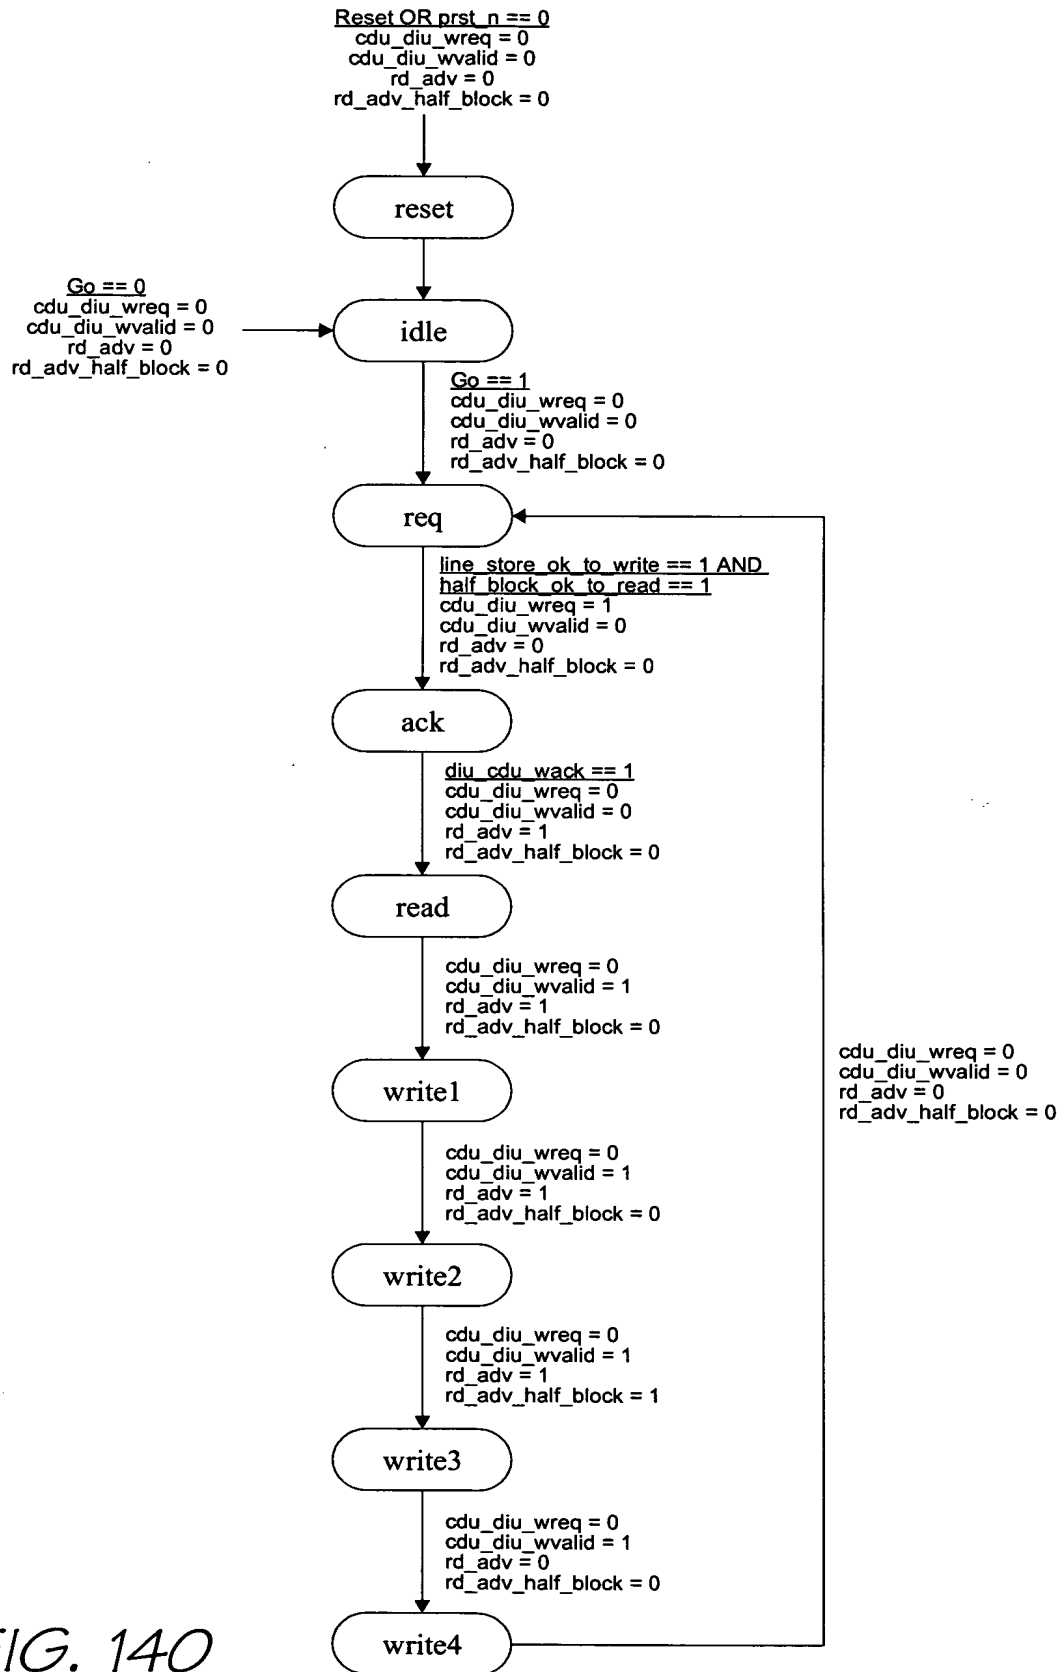 Reset OR prst_n == 0
cdu_diu_wreq = 0
cdu_diu_wvalid = 0
rd_adv = 0
rd_adv_half_block = 0
reset
Go == 0
cdu_diu_wreq = 0
cdu_diu_wvalid = 0
rd_adv = 0
rd_adv_half_block = 0
idle
Go == 1
cdu_diu_wreq = 0
cdu_diu_wvalid = 0
rd_adv = 0
rd_adv_half_block = 0
req
line_store_ok_to_write == 1 AND
half_block_ok_to_read == 1
cdu_diu_wreq = 1
cdu_diu_wvalid = 0
rd_adv = 0
rd_adv_half_block = 0
ack
diu_cdu_wack == 1
cdu_diu_wreq = 0
cdu_diu_wvalid = 0
rd_adv = 1
rd_adv_half_block = 0
read
cdu_diu_wreq = 0
cdu_diu_wvalid = 1
rd_adv = 1
rd_adv_half_block = 0
cdu_diu_wreq = 0
cdu_diu_wvalid = 0
rd_adv = 0
rd_adv_half_block = 0
write1
cdu_diu_wreq = 0
cdu_diu_wvalid = 1
rd_adv = 1
rd_adv_half_block = 0
write2
cdu_diu_wreq = 0
cdu_diu_wvalid = 1
rd_adv = 1
rd_adv_half_block = 1
write3
cdu_diu_wreq = 0
cdu_diu_wvalid = 1
rd_adv = 0
rd_adv_half_block = 0
write4
FIG. 140